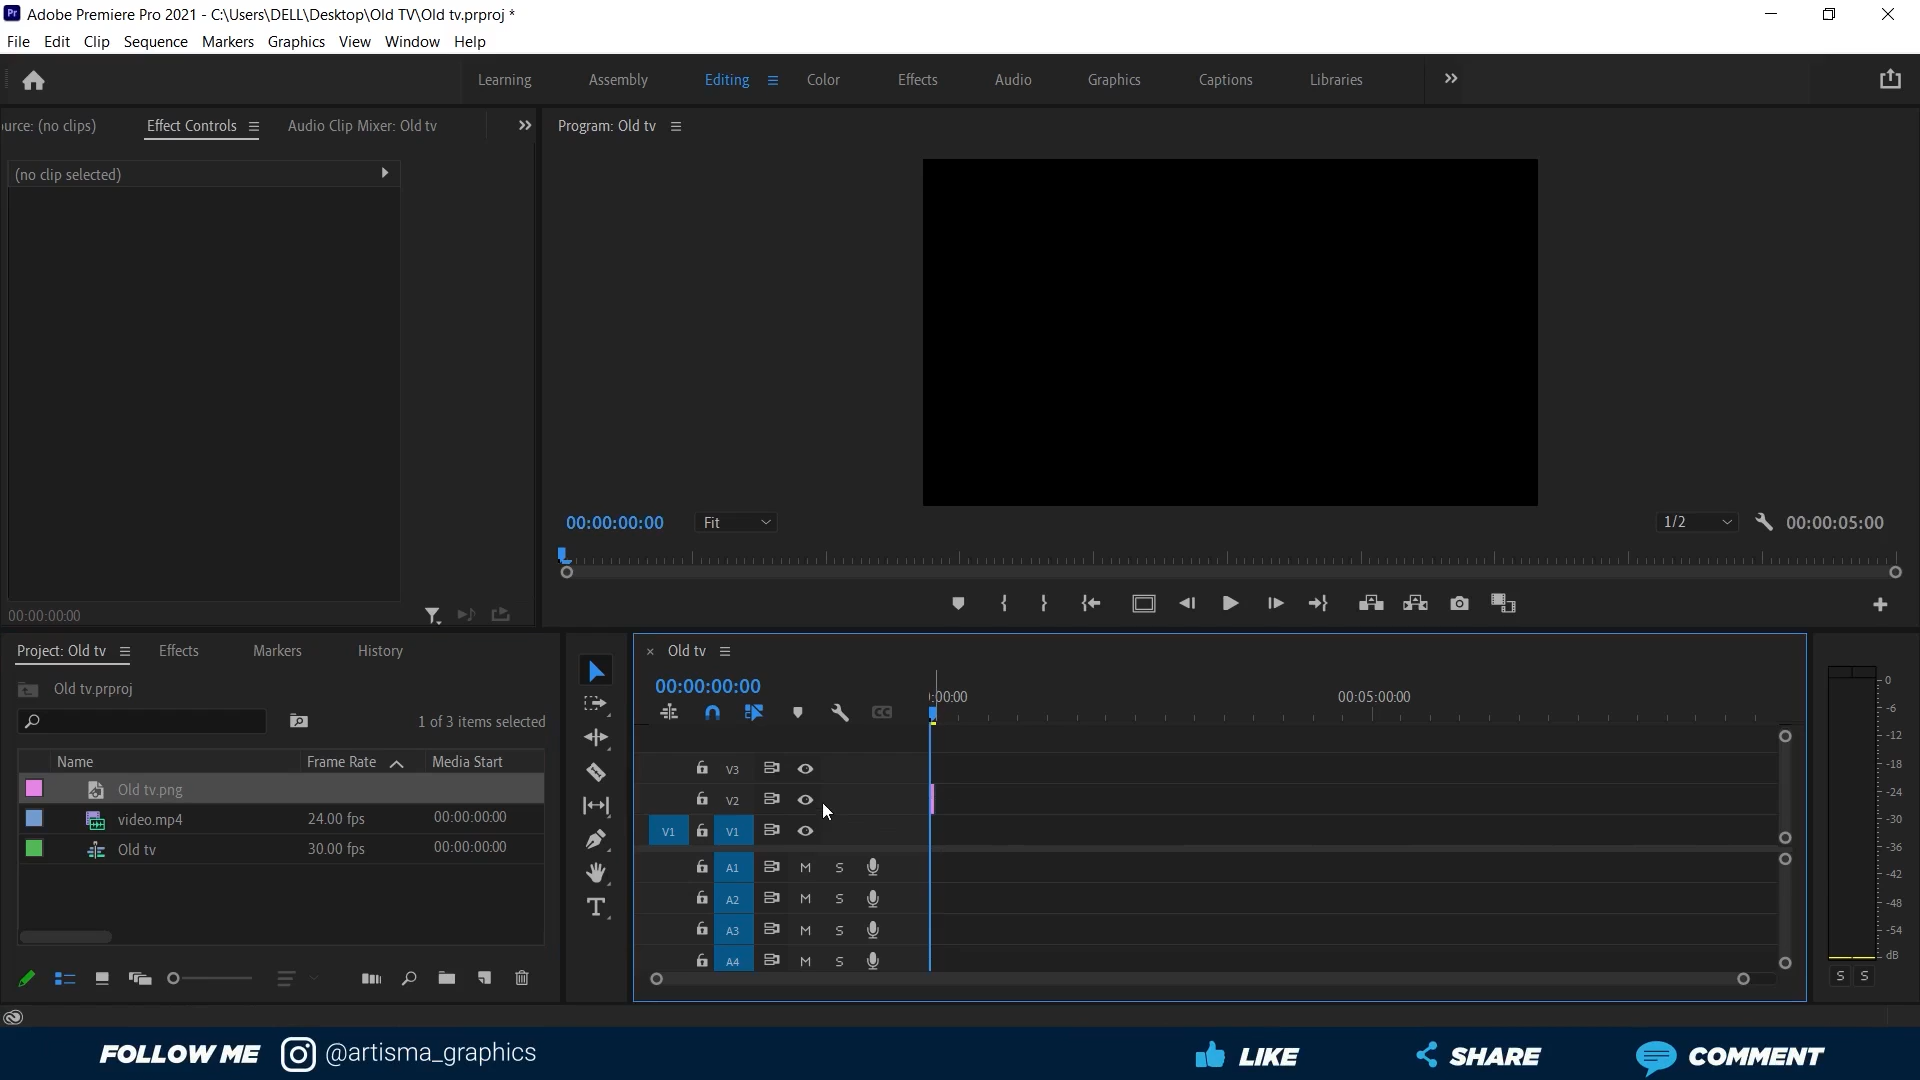 Pr Adobe Premiere Pro 2021 - C:\Users\DELL\Desktop\Old TV\Old tv.prproj *
File Edit Clip Sequence Markers Graphics View Window Help
Learning Assembly Editing Color Effects Audio Graphics Captions Libraries
urce: (no clips) Effect Controls Audio Clip Mixer: Old tv Program: Old tv
(no clip selected)
00:00:00:00 Fit 1/2 00:00:05:00
00:00:00:00
Project: Old tv Effects Markers History
Old tv.prproj
1 of 3 items selected
Name Frame Rate Media Start
Old tv.png
video.mp4 24.00 fps 00:00:00:00
Old tv 30.00 fps 00:00:00:00
× Old tv
00:00:00:00 :00:00 00:05:00:00
CC
V3
V2
V1 V1
A1 M S
A2 M S
A3 M S
A4 M S
T
0
-6
-12
-18
-24
-30
-36
-42
-48
-54
dB
S S
FOLLOW ME @artisma_graphics LIKE SHARE COMMENT